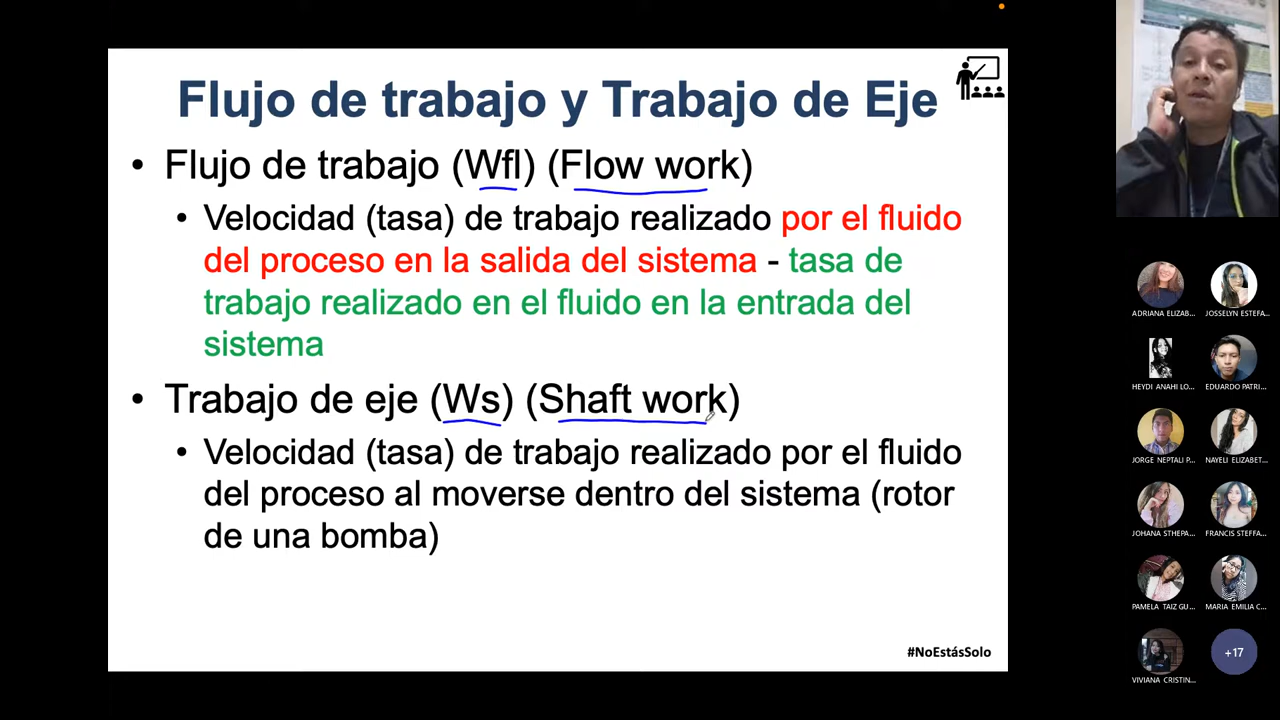 Flujo de trabajo y Trabajo de Eje
• Flujo de trabajo (Wfl) (Flow work)
• Velocidad (tasa) de trabajo realizado por el fluido
del proceso en la salida del sistema - tasa de
trabajo realizado en el fluido en la entrada del
sistema
• Trabajo de eje (Ws) (Shaft work)
• Velocidad (tasa) de trabajo realizado por el fluido
del proceso al moverse dentro del sistema (rotor
de una bomba)
#NoEstásSolo
ADRIANA ELIZAB...
JOSSELYN ESTEFA...
HEYDI ANAHI LO...
EDUARDO PATRI...
JORGE NEPTALI P...
NAYELI ELIZABET...
JOHANA STHEPA...
FRANCIS STEFFA...
PAMELA TAIZ GU...
MARIA EMILIA C...
VIVIANA CRISTIN...
+17